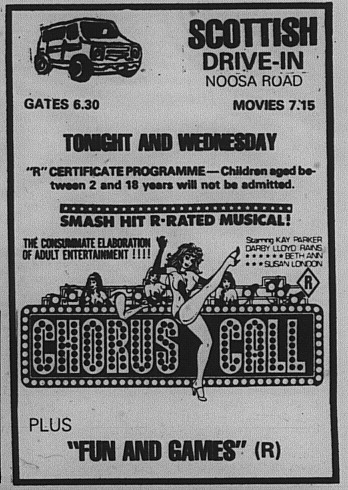 SCOTTISH
DRIVE-IN
NOOSA ROAD
GATES 6.30 MOVIES 7.15
TONIGHT AND WEDNESDAY
"R" CERTIFICATE PROGRAMME — Children aged be-
tween 2 and 18 years will not be admitted.
SMASH HIT R-RATED MUSICAL!
THE CONSUMMATE ELABORATION
OF ADULT ENTERTAINMENT !!!!
Starring KAY PARKER
DARBY LLOYD RAINS
★★★★★★ BETH ANN
★★★ SUSAN LONDON
R
CHORUS CALL
PLUS
"FUN AND GAMES" (R)